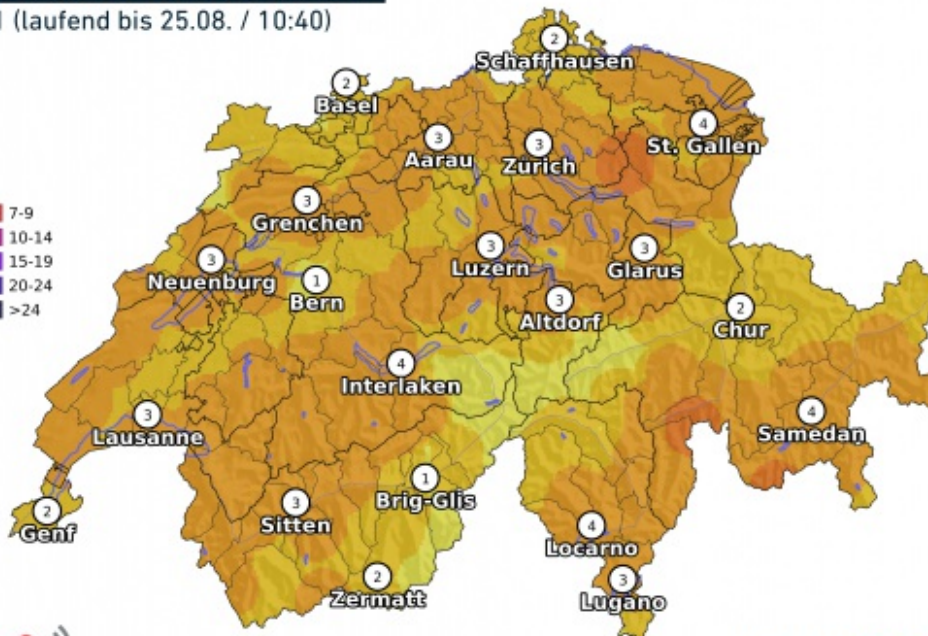 (laufend bis 25.08. / 10:40)
2
Schaffhausen
2
Basel
3
Aarau
3
Zürich
4
St. Gallen
7-9
10-14
15-19
20-24
>24
3
Grenchen
3
Neuenburg
1
Bern
3
Luzern
3
Glarus
3
Altdorf
2
Chur
4
Interlaken
3
Lausanne
4
Samedan
2
Genf
3
Sitten
1
Brig-Glis
4
Locarno
2
Zermatt
3
Lugano